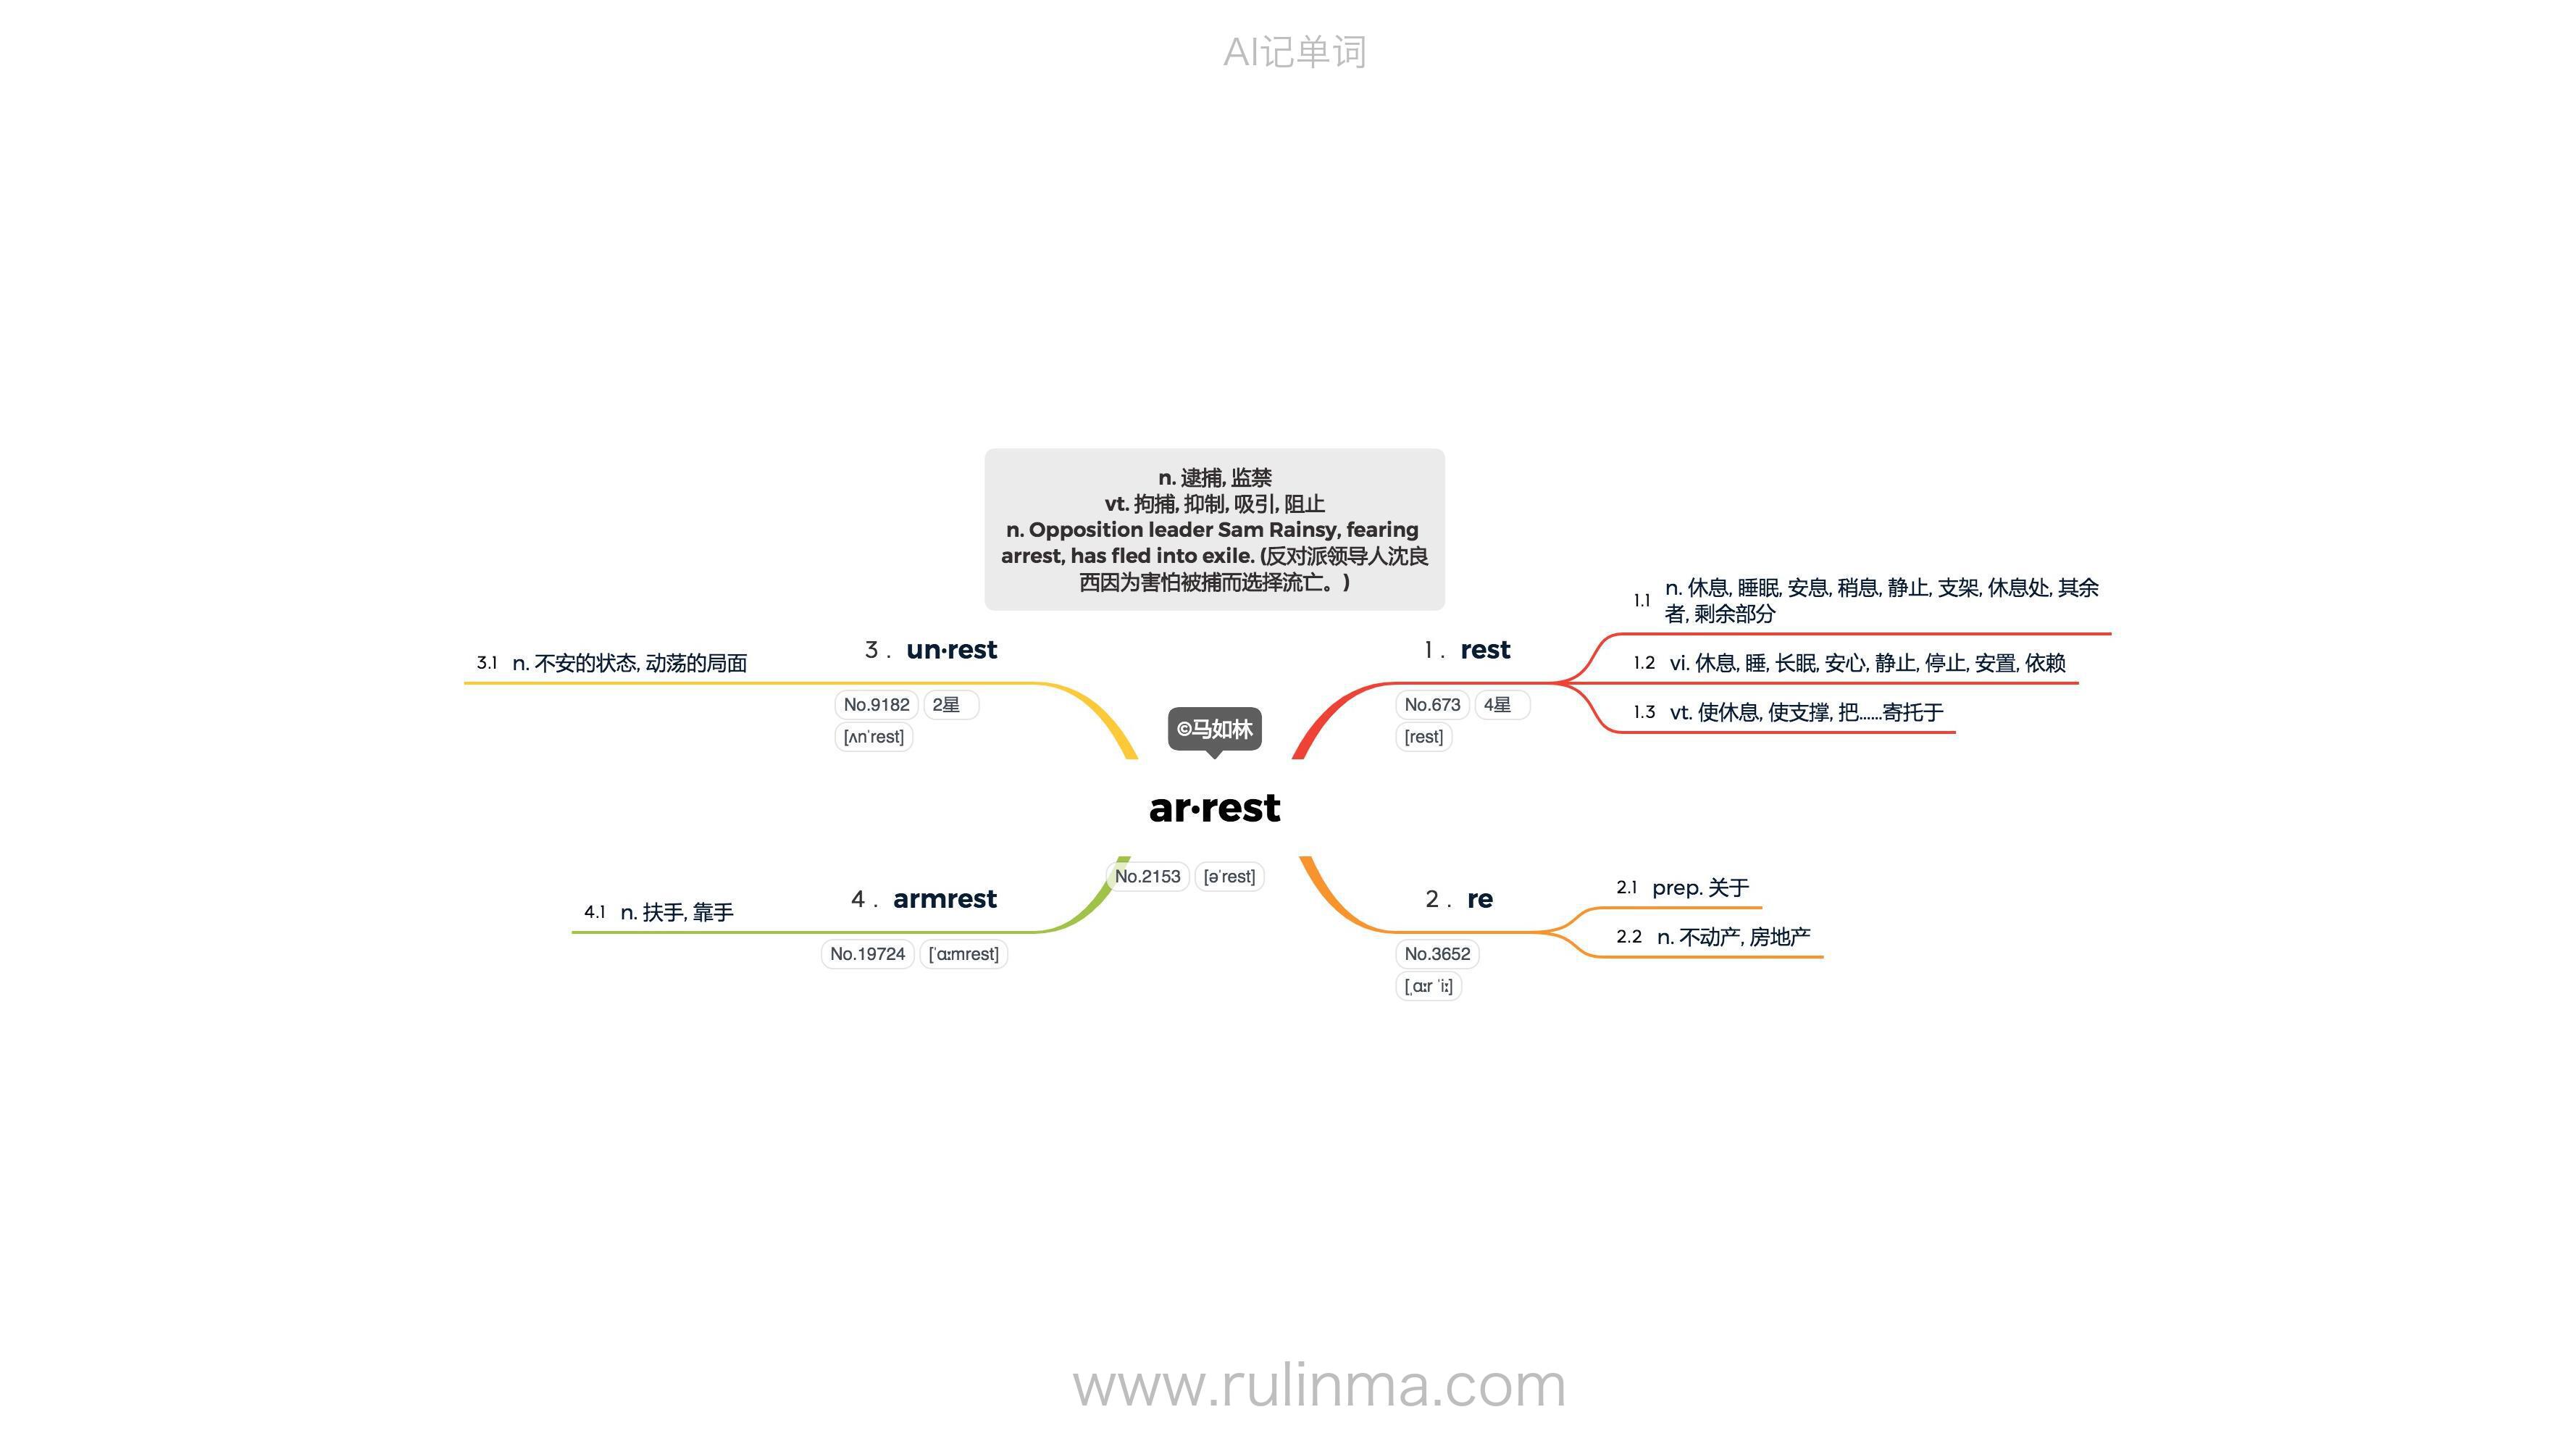 AI记单词
n. 逮捕, 监禁
vt. 拘捕, 抑制, 吸引, 阻止
n. Opposition leader Sam Rainsy, fearing
arrest, has fled into exile. (反对派领导人沈良
西因为害怕被捕而选择流亡。)
©马如林
ar·rest
No.2153 [əˈrest]
1 . rest
No.673 4星
[rest]
1.1 n. 休息, 睡眠, 安息, 稍息, 静止, 支架, 休息处, 其余
者, 剩余部分
1.2 vi. 休息, 睡, 长眠, 安心, 静止, 停止, 安置, 依赖
1.3 vt. 使休息, 使支撑, 把......寄托于
2 . re
No.3652
[ˌɑːr ˈiː]
2.1 prep. 关于
2.2 n. 不动产, 房地产
3 . un·rest
No.9182 2星
[ʌnˈrest]
3.1 n. 不安的状态, 动荡的局面
4 . armrest
No.19724 [ˈɑːmrest]
4.1 n. 扶手, 靠手
www.rulinma.com